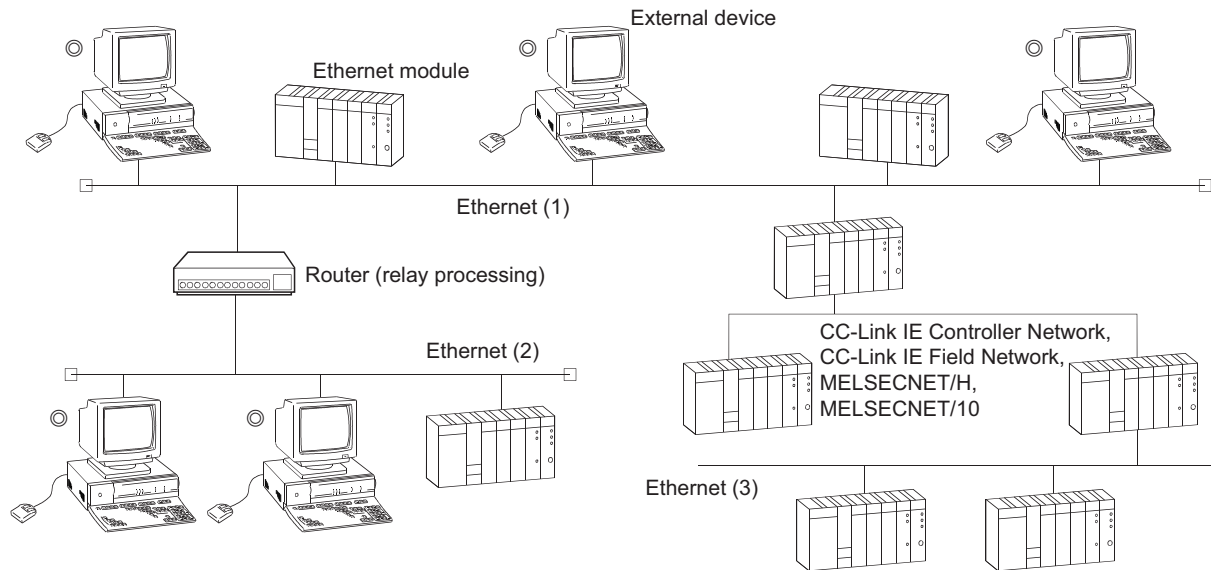 External device
Ethernet module
Ethernet (1)
Router (relay processing)
CC-Link IE Controller Network,
CC-Link IE Field Network,
MELSECNET/H,
MELSECNET/10
Ethernet (2)
Ethernet (3)